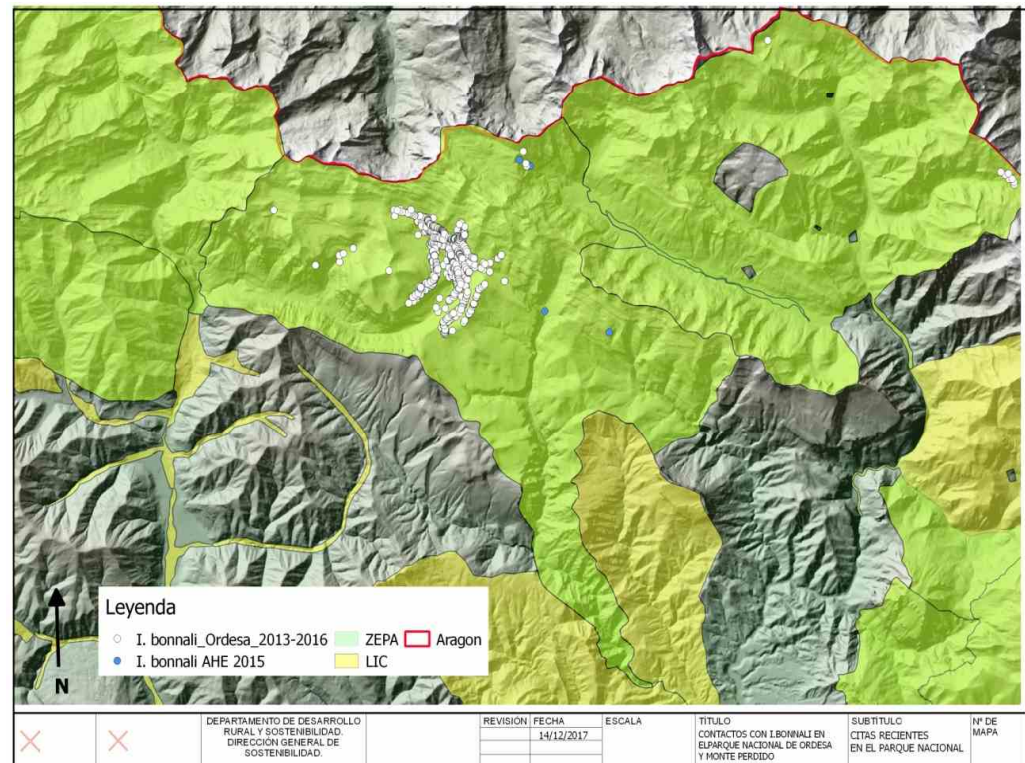 Leyenda
I. bonnali_Ordesa_2013-2016
ZEPA
Aragon
I. bonnali AHE 2015
LIC
N
DEPARTAMENTO DE DESARROLLO
RURAL Y SOSTENIBILIDAD.
DIRECCIÓN GENERAL DE
SOSTENIBILIDAD.
REVISIÓN
FECHA
14/12/2017
ESCALA
TÍTULO
CONTACTOS CON I.BONNALI EN
ELPARQUE NACIONAL DE ORDESA
Y MONTE PERDIDO
SUBTÍTULO
CITAS RECIENTES
EN EL PARQUE NACIONAL
Nº DE
MAPA